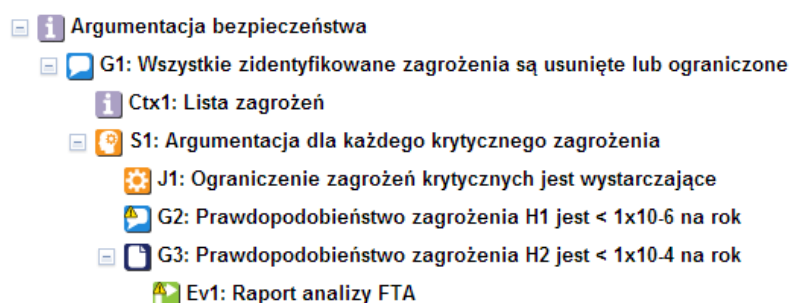 Argumentacja bezpieczeństwa
G1: Wszystkie zidentyfikowane zagrożenia są usunięte lub ograniczone
Ctx1: Lista zagrożeń
S1: Argumentacja dla każdego krytycznego zagrożenia
J1: Ograniczenie zagrożeń krytycznych jest wystarczające
G2: Prawdopodobieństwo zagrożenia H1 jest < 1x10-6 na rok
G3: Prawdopodobieństwo zagrożenia H2 jest < 1x10-4 na rok
Ev1: Raport analizy FTA